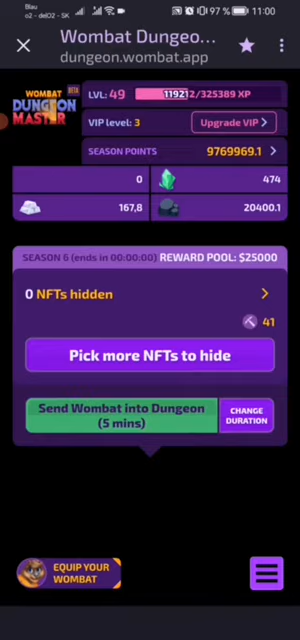 Blau
o2 - de|O2 - SK
97 %
11:00
Wombat Dungeo...
dungeon.wombat.app
WOMBAT BETA
DUNGEON
MASTER
LVL: 49
119212/325389 XP
VIP level: 3
Upgrade VIP >
SEASON POINTS
9769969.1 >
0
474
167,8
20400.1
SEASON 6 (ends in 00:00:00) REWARD POOL: $25000
0 NFTs hidden >
41
Pick more NFTs to hide
Send Wombat into Dungeon
(5 mins)
CHANGE
DURATION
EQUIP YOUR
WOMBAT